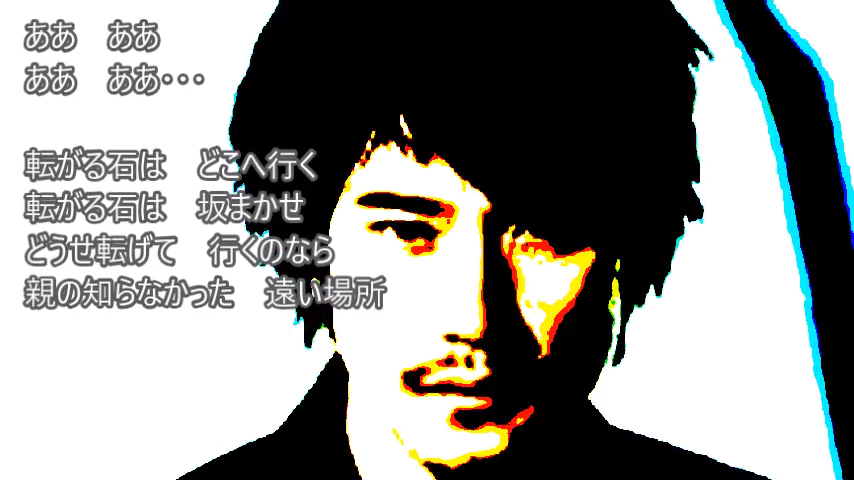 ああ　ああ
ああ　ああ・・・
転がる石は　どこへ行く
転がる石は　坂まかせ
どうせ転げて　行くのなら
親の知らなかった　遠い場所